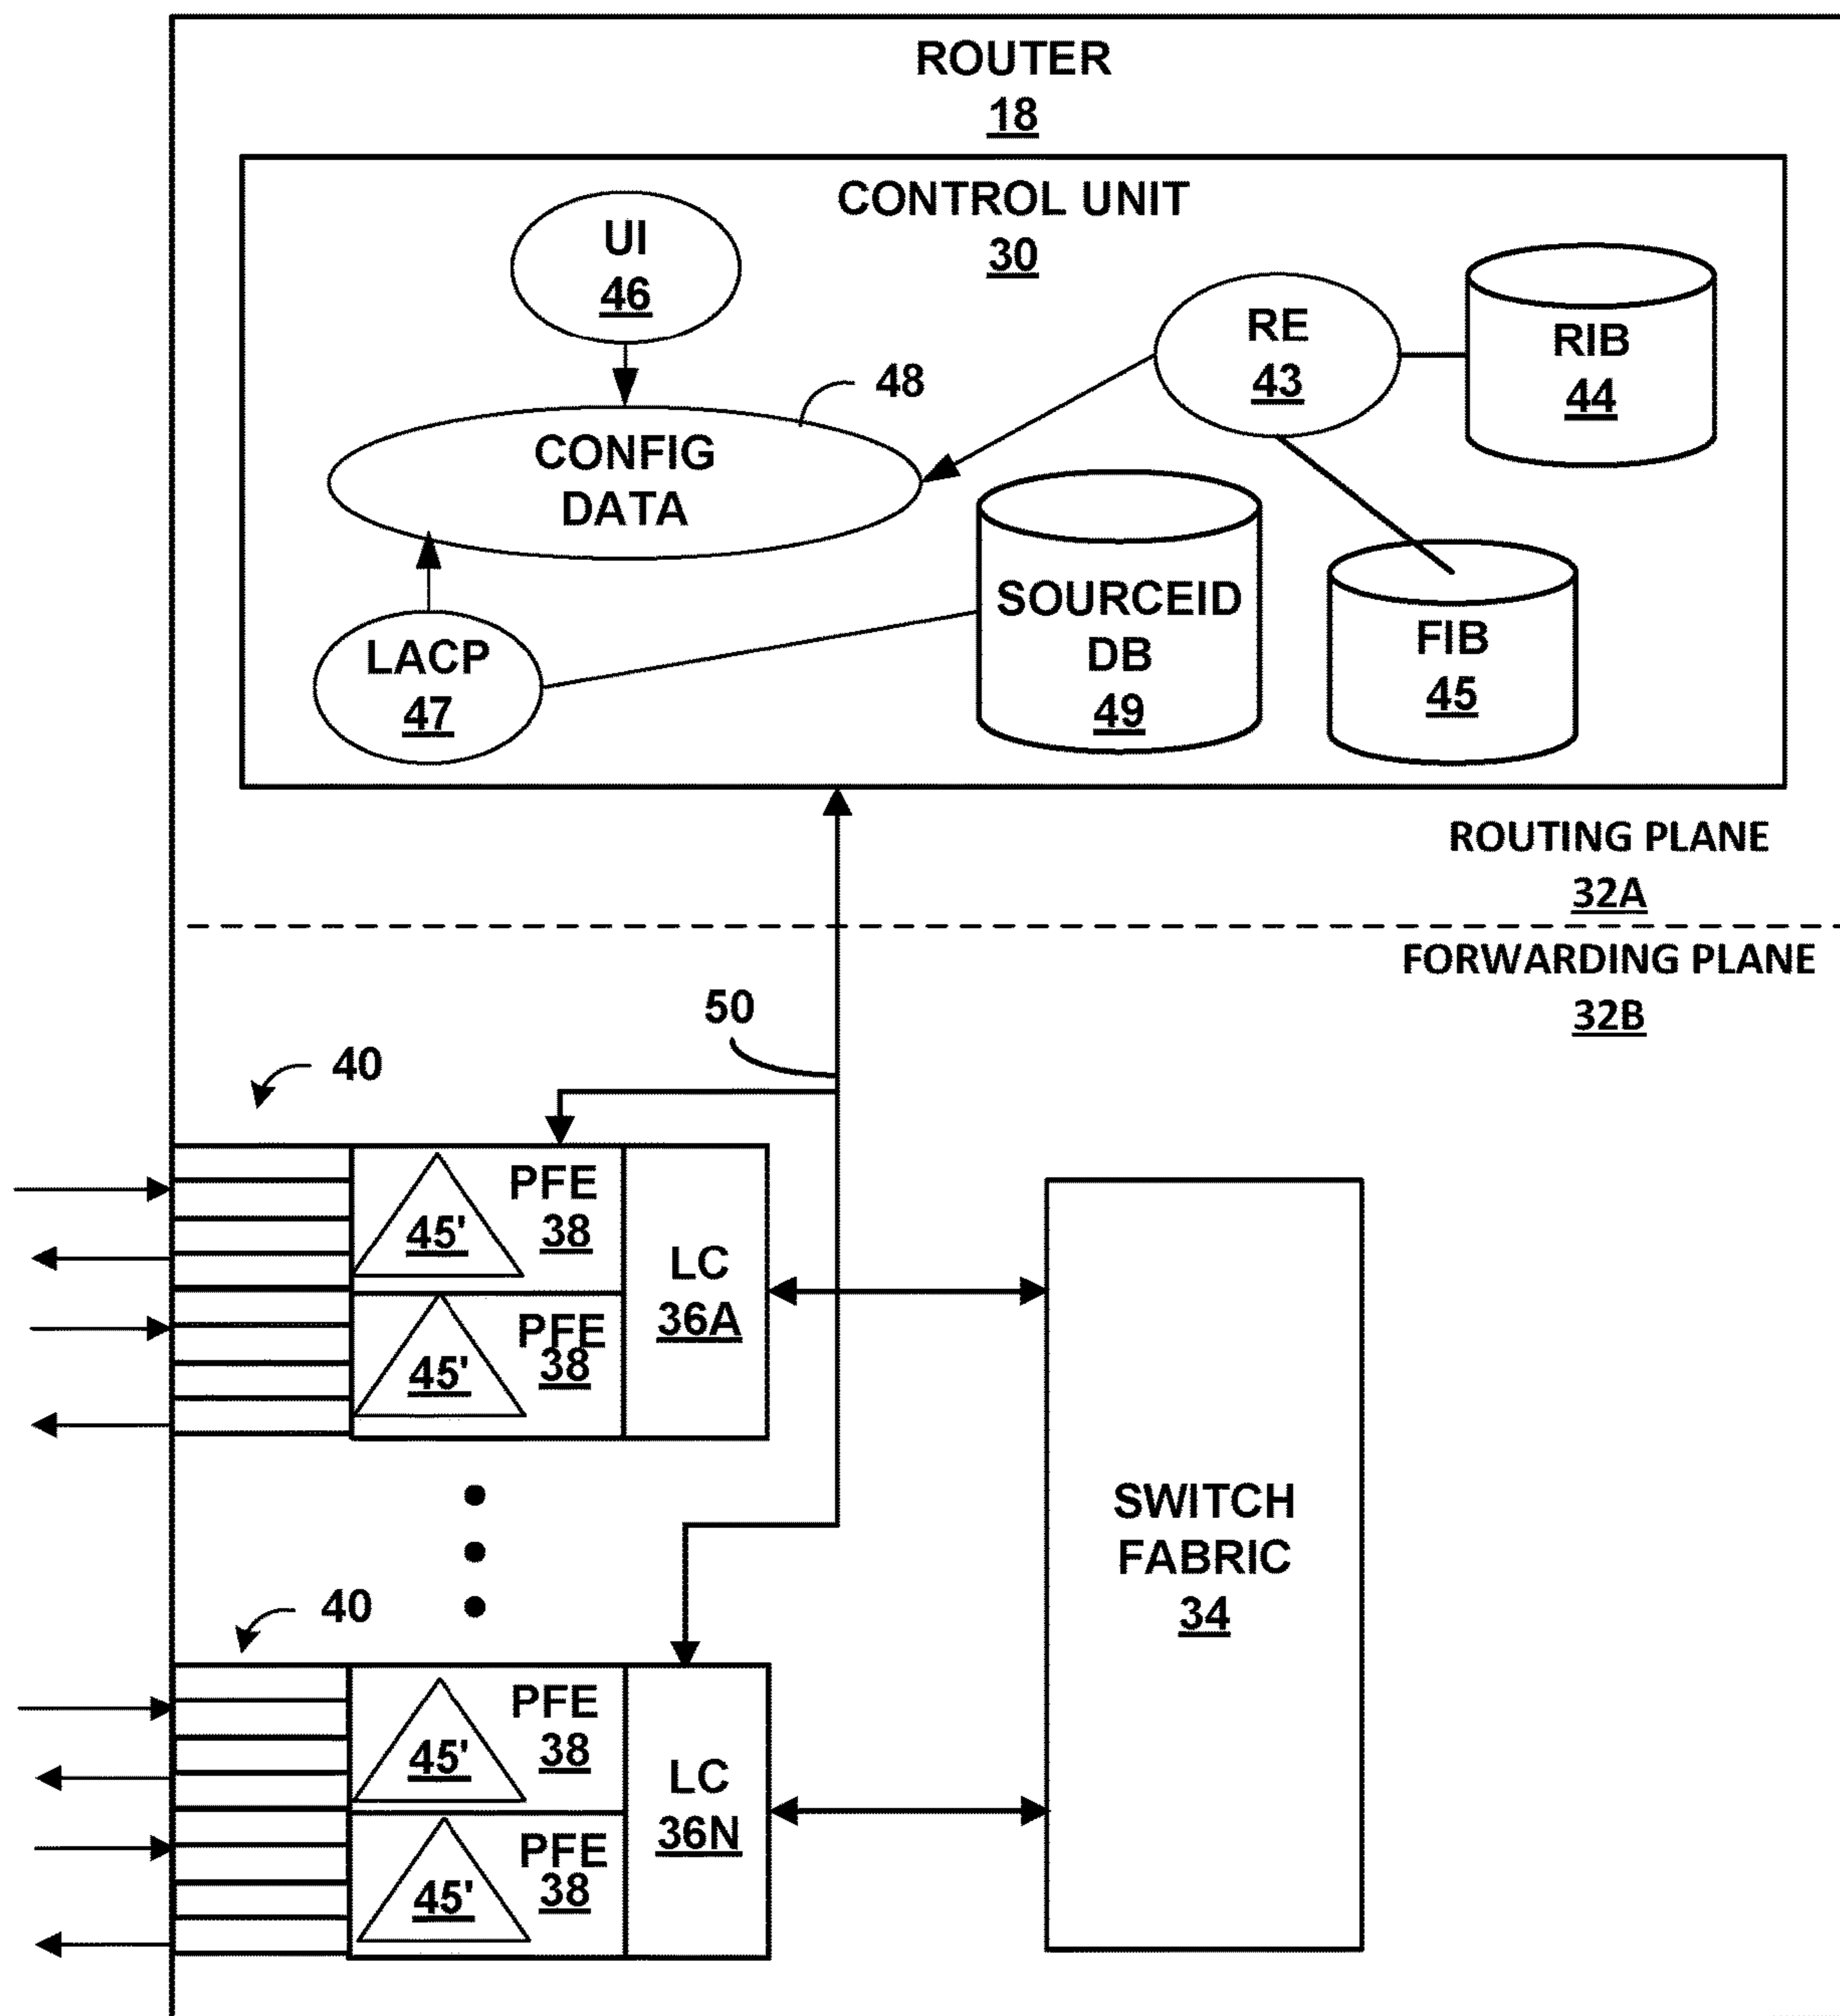 ROUTER
18
CONTROL UNIT
30
UI
46
RE
43
RIB
44
48
CONFIG
DATA
SOURCEID
DB
49
FIB
45
LACP
47
ROUTING PLANE
32A
FORWARDING PLANE
32B
50
40
PFE
38
45'
LC
36A
PFE
38
45'
SWITCH
FABRIC
34
40
PFE
38
45'
LC
36N
PFE
38
45'